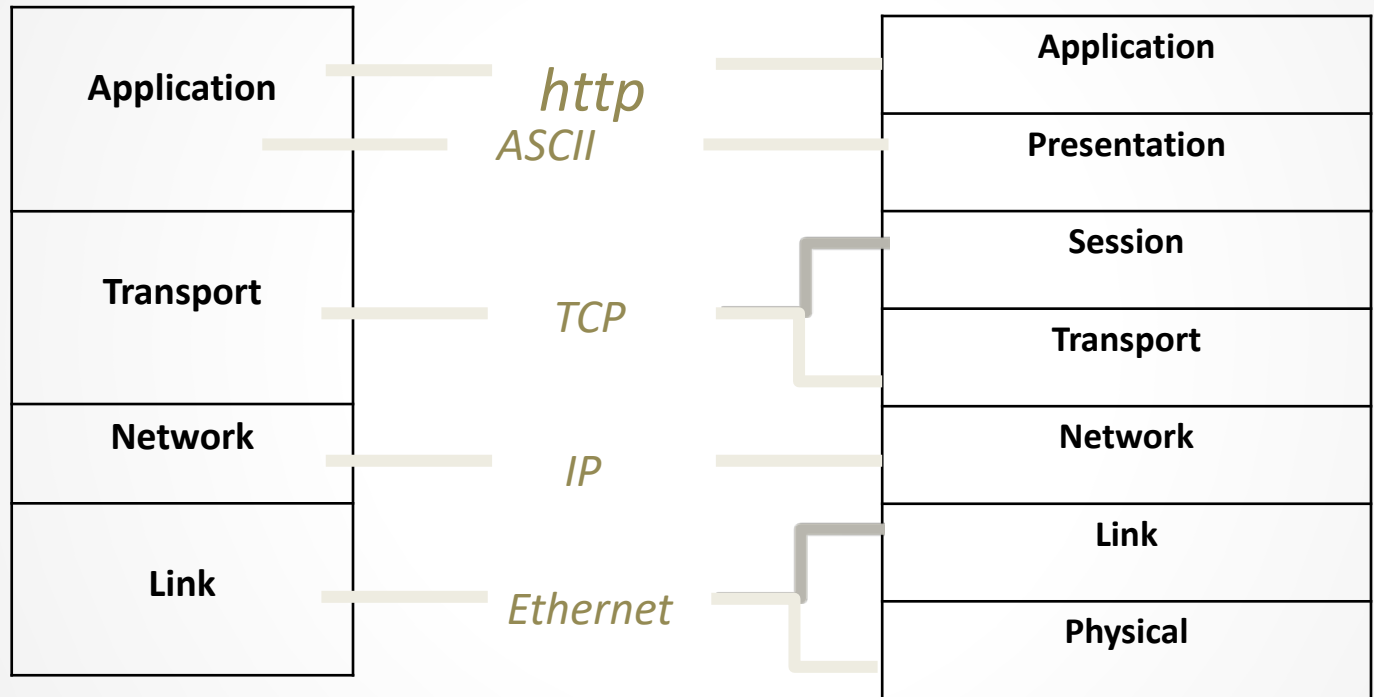 Application
Transport
Network
Link
http
ASCII
TCP
IP
Ethernet
Application
Presentation
Session
Transport
Network
Link
Physical